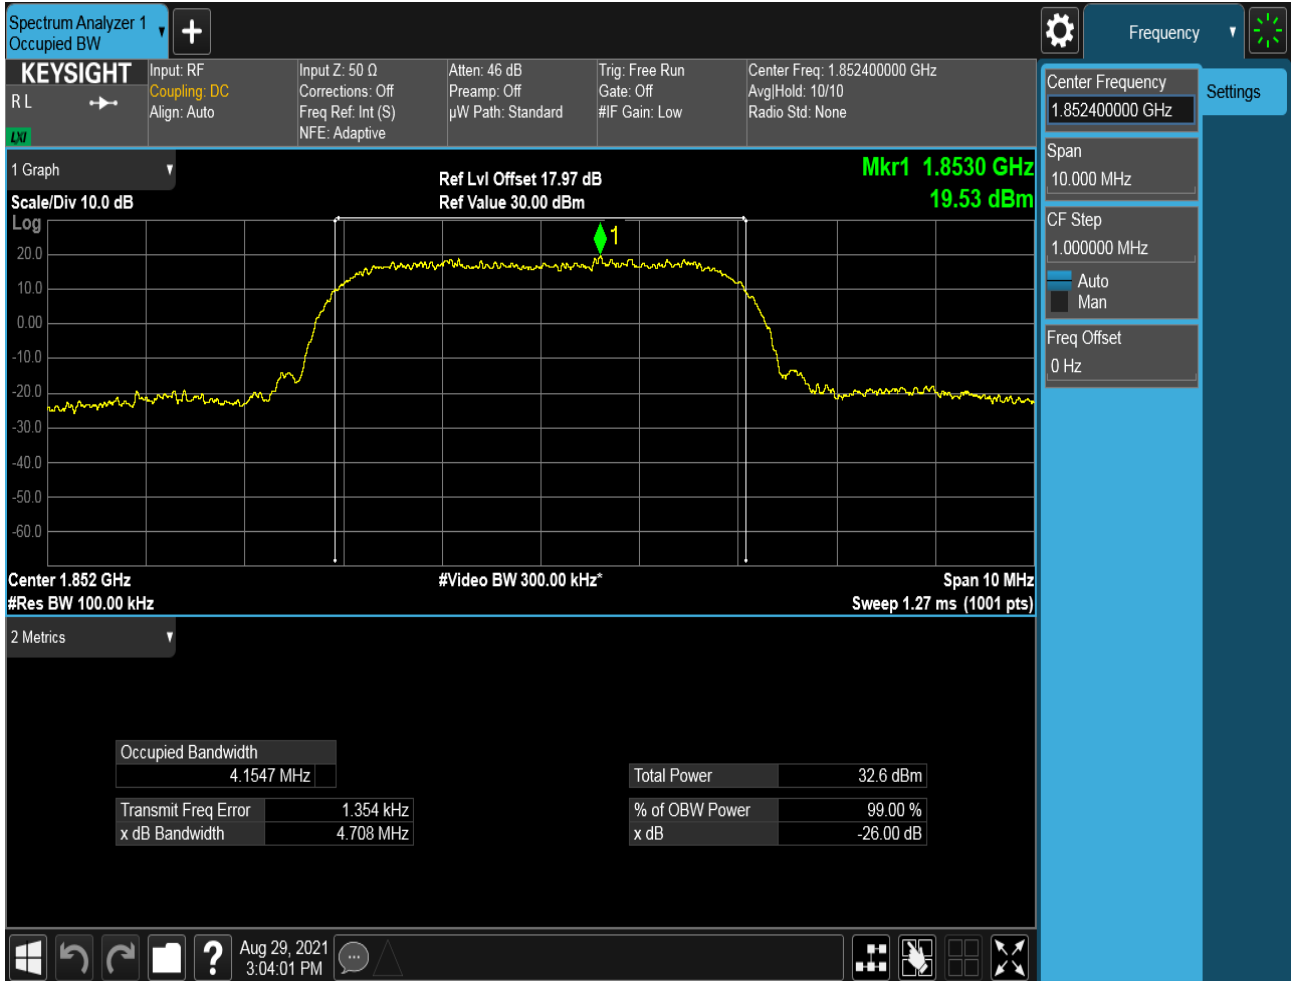 Spectrum Analyzer 1
Occupied BW
Frequency
KEYSIGHT
R L
LXI
Input: RF
Coupling: DC
Align: Auto
Input Z: 50 Ω
Corrections: Off
Freq Ref: Int (S)
NFE: Adaptive
Atten: 46 dB
Preamp: Off
µW Path: Standard
Trig: Free Run
Gate: Off
#IF Gain: Low
Center Freq: 1.852400000 GHz
Avg|Hold: 10/10
Radio Std: None
Center Frequency
1.852400000 GHz
Settings
Span
10.000 MHz
CF Step
1.000000 MHz
Auto
Man
Freq Offset
0 Hz
1 Graph
Scale/Div 10.0 dB
Ref Lvl Offset 17.97 dB
Ref Value 30.00 dBm
Mkr1 1.8530 GHz
19.53 dBm
Log
1
20.0
10.0
0.00
-10.0
-20.0
-30.0
-40.0
-50.0
-60.0
Center 1.852 GHz
#Video BW 300.00 kHz*
Span 10 MHz
#Res BW 100.00 kHz
Sweep 1.27 ms (1001 pts)
2 Metrics
Occupied Bandwidth
4.1547 MHz
Total Power 32.6 dBm
Transmit Freq Error 1.354 kHz
% of OBW Power 99.00 %
x dB Bandwidth 4.708 MHz
x dB -26.00 dB
?
Aug 29, 2021
3:04:01 PM